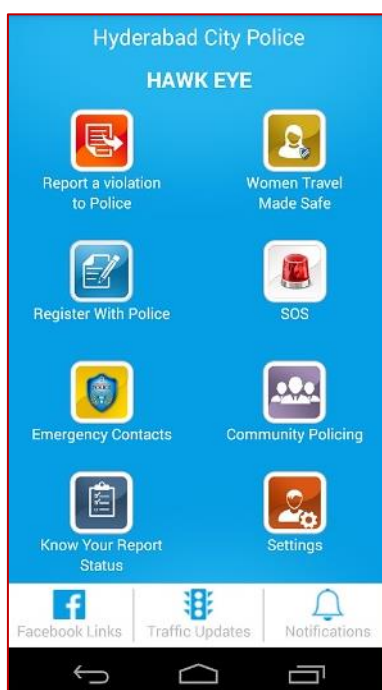 Hyderabad City Police
HAWK EYE
Report a violation
to Police
Women Travel
Made Safe
Register With Police
SOS
Emergency Contacts
Community Policing
Know Your Report
Status
Settings
Facebook Links
Traffic Updates
Notifications